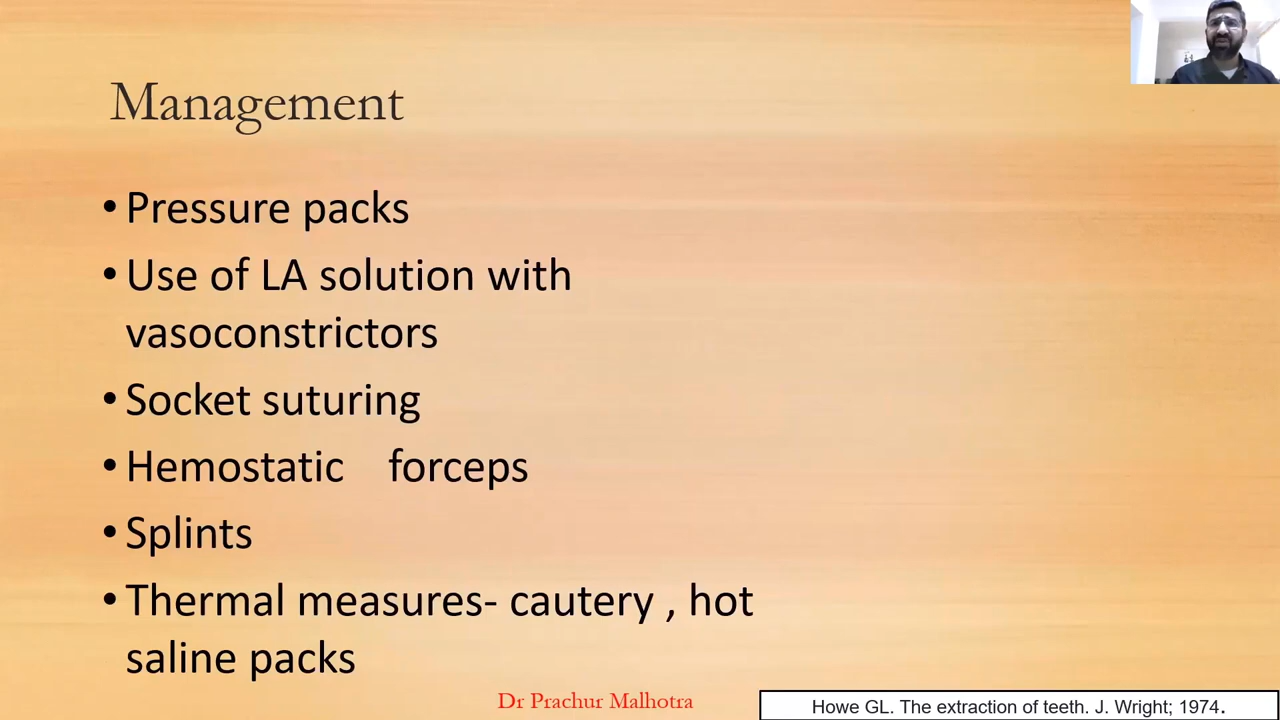 Management
• Pressure packs
• Use of LA solution with
vasoconstrictors
• Socket suturing
• Hemostatic forceps
• Splints
• Thermal measures- cautery , hot
saline packs
Dr Prachur Malhotra
Howe GL. The extraction of teeth. J. Wright; 1974.